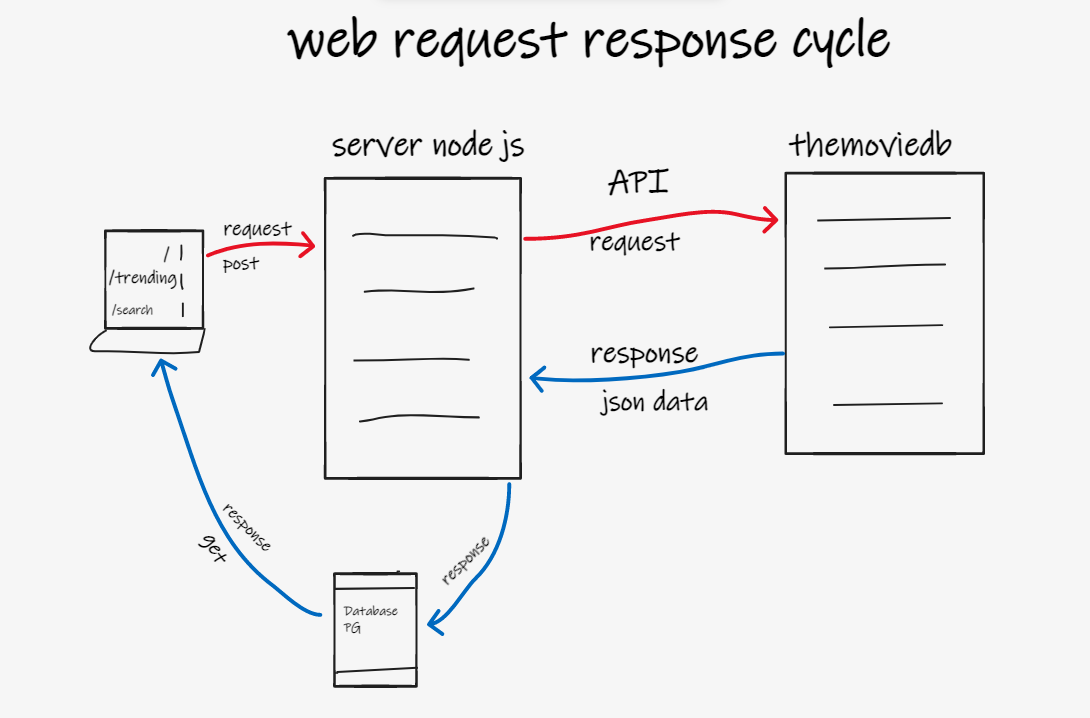 web request response cycle
server node js
themoviedb
API
request
request
post
/
/trending
/search
response
json data
response
get
response
Database
PG